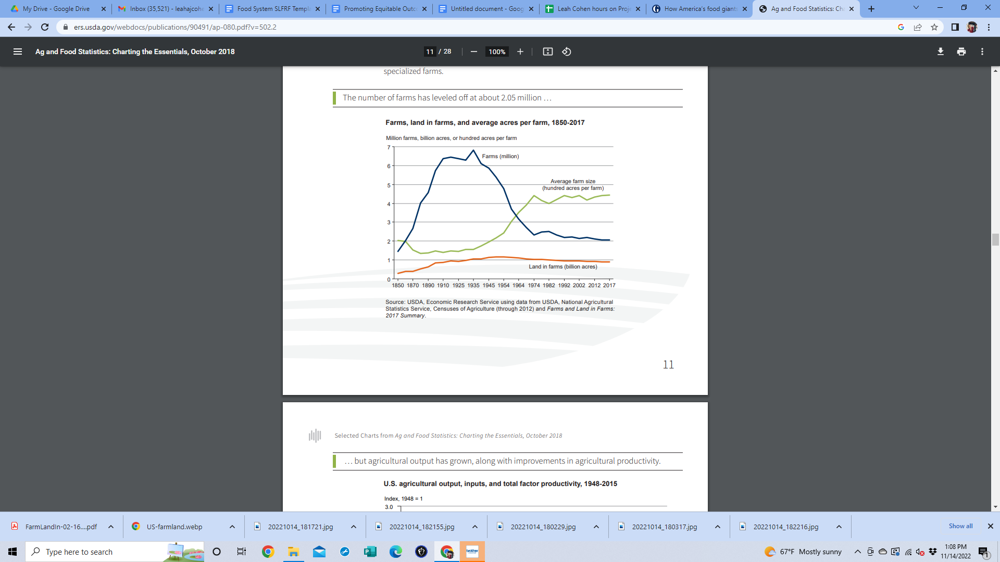 My Drive - Google Drive
Inbox (35,521) - leahajcohe
Food System SLFRF Templ
Promoting Equitable Outc
Untitled document - Goog
Leah Cohen hours on Proje
How America's food giants
Ag and Food Statistics: Cha
ers.usda.gov/webdocs/publications/90491/ap-080.pdf?v=502.2
Ag and Food Statistics: Charting the Essentials, October 2018
11 / 28
100%
specialized farms.
The number of farms has leveled off at about 2.05 million …
Farms, land in farms, and average acres per farm, 1850-2017
Million farms, billion acres, or hundred acres per farm
7
6
5
4
3
2
1
0
Farms (million)
Average farm size
(hundred acres per farm)
Land in farms (billion acres)
1850 1870 1890 1910 1925 1935 1945 1954 1964 1974 1982 1992 2002 2012 2017
Source: USDA, Economic Research Service using data from USDA, National Agricultural
Statistics Service, Censuses of Agriculture (through 2012) and Farms and Land in Farms:
2017 Summary.
11
Selected Charts from Ag and Food Statistics: Charting the Essentials, October 2018
… but agricultural output has grown, along with improvements in agricultural productivity.
U.S. agricultural output, inputs, and total factor productivity, 1948-2015
Index, 1948 = 1
3.0
FarmLandIn-02-16....pdf
US-farmland.webp
20221014_181721.jpg
20221014_182155.jpg
20221014_180229.jpg
20221014_180317.jpg
20221014_182216.jpg
Show all
Type here to search
brother
67°F Mostly sunny
1:08 PM
11/14/2022
1